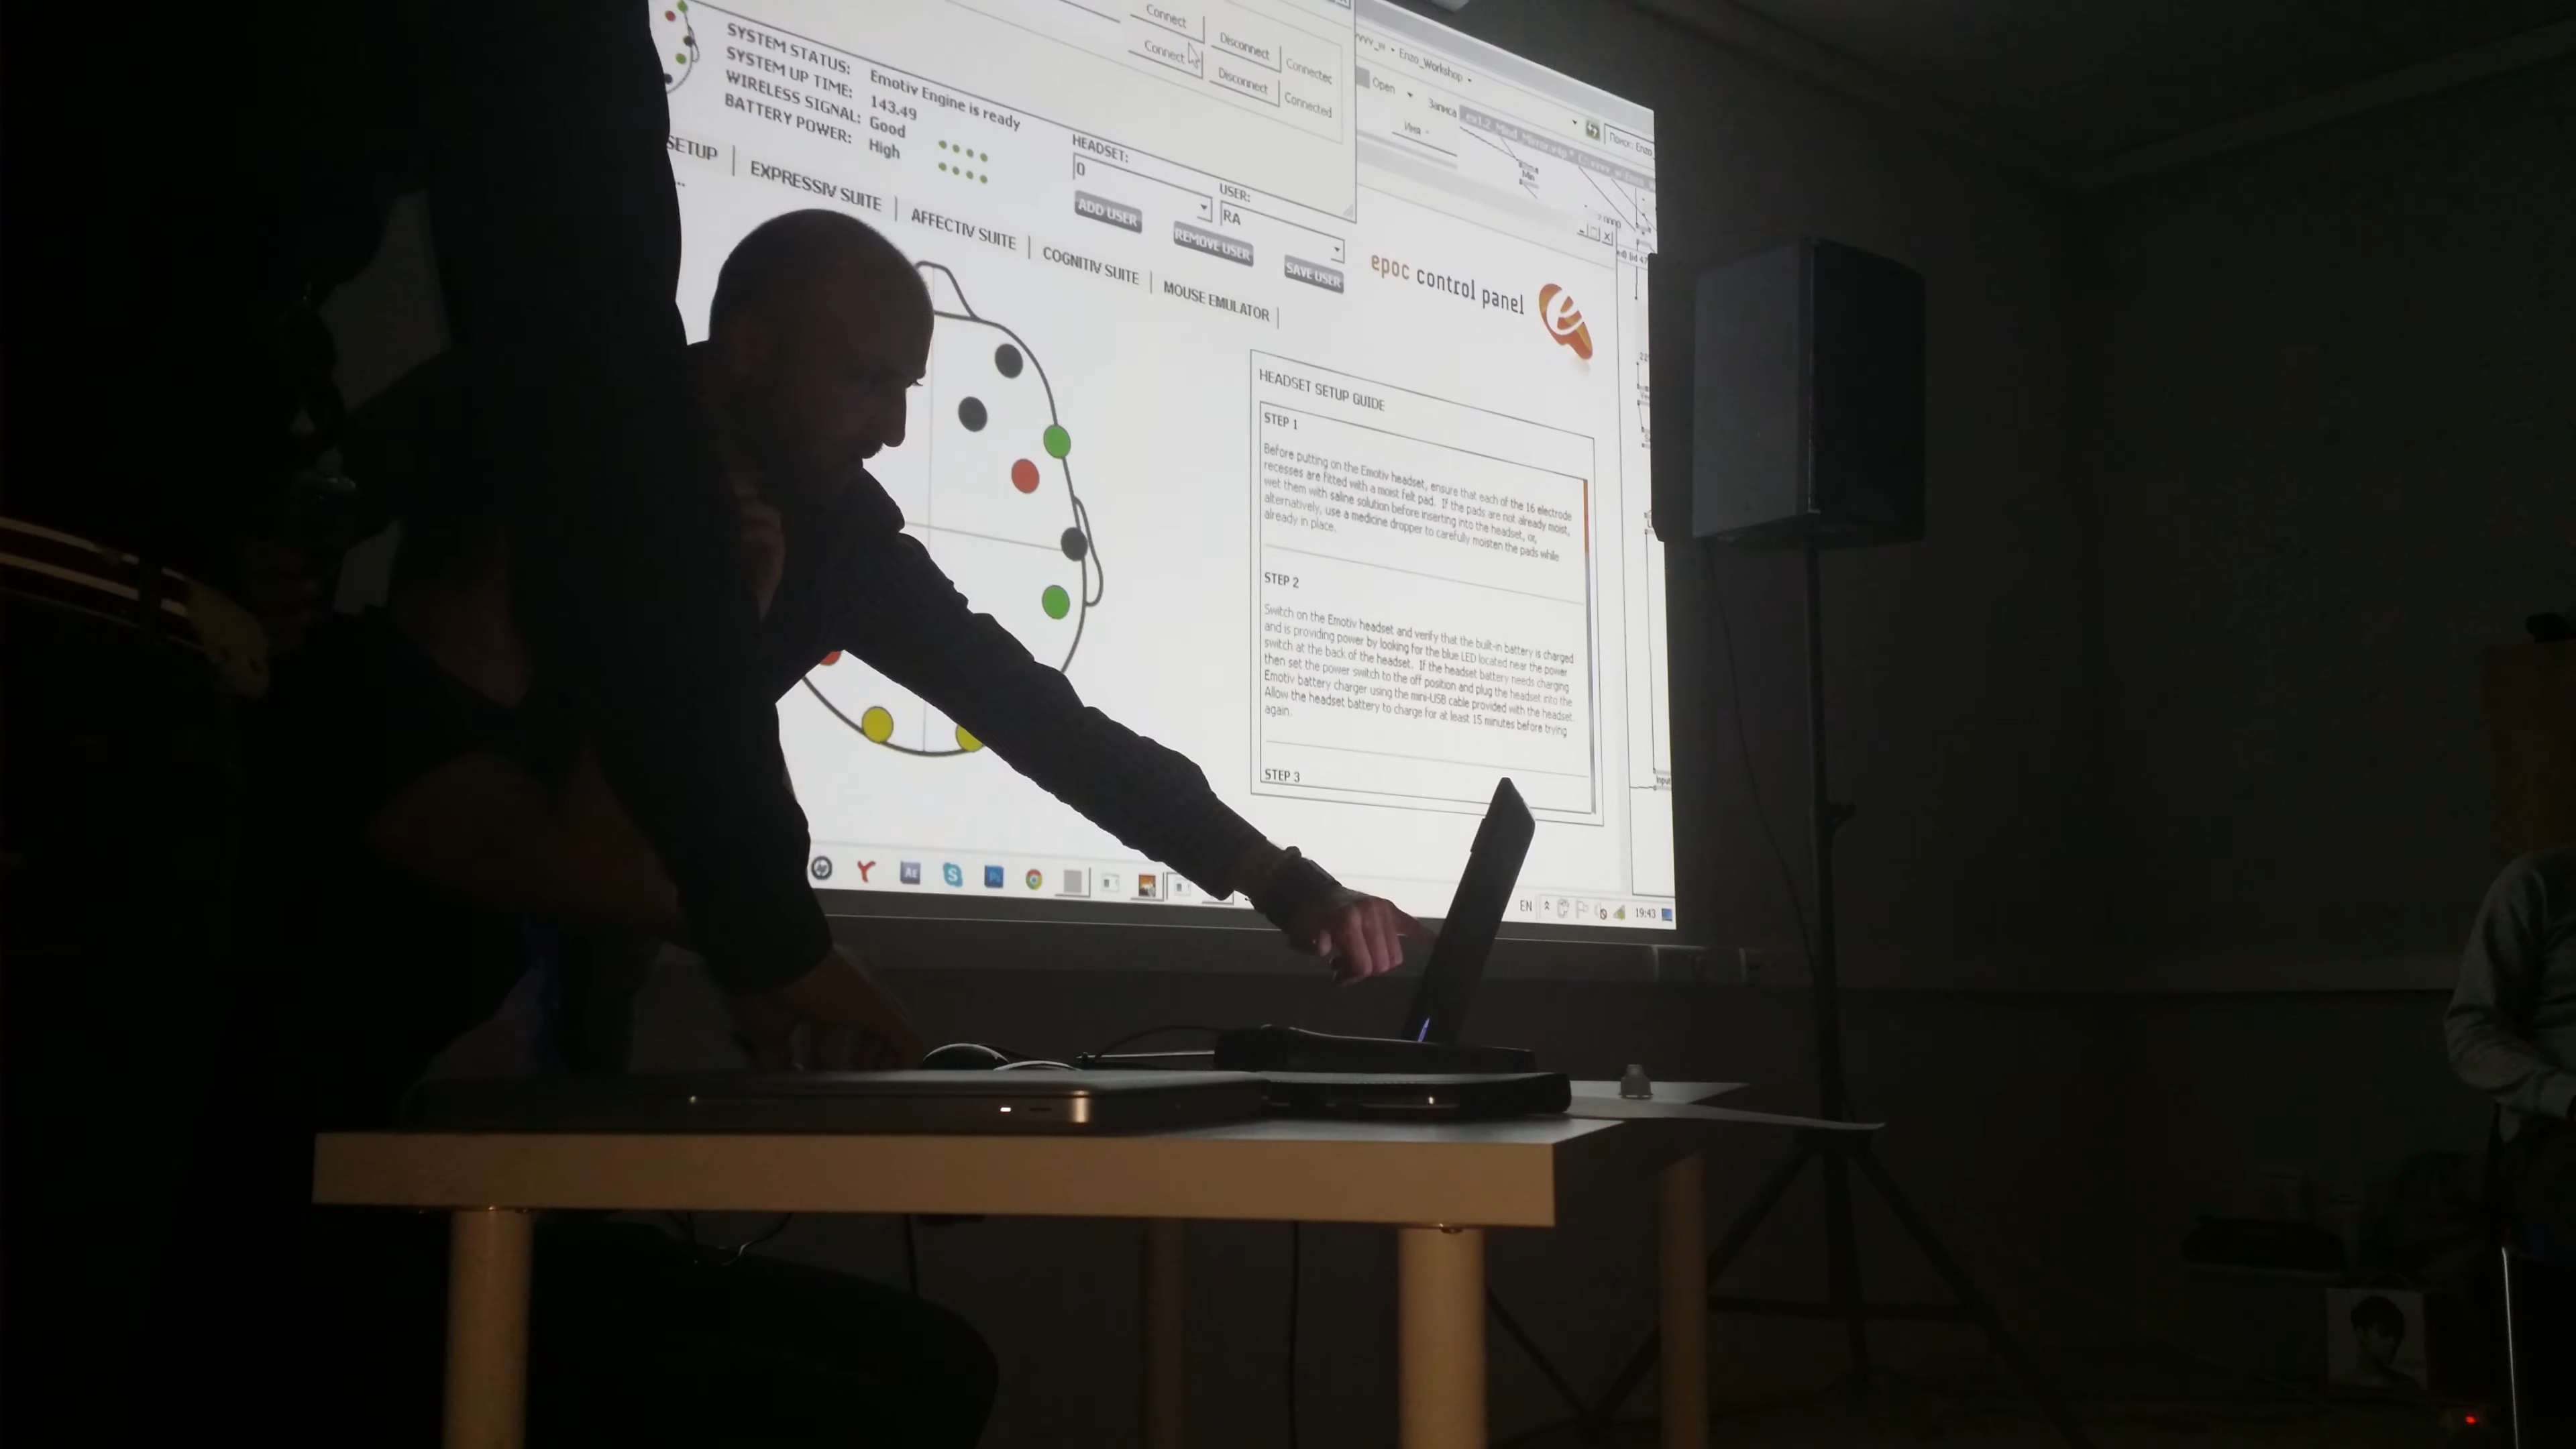 Connect
Disconnect
Connect
Disconnect
Connected
SYSTEM STATUS: Emotiv Engine is ready
SYSTEM UP TIME: 143.49
WIRELESS SIGNAL: Good
BATTERY POWER: High
HEADSET:
0
USER:
RA
ADD USER
REMOVE USER
SAVE USER
SETUP
EXPRESSIV SUITE
AFFECTIV SUITE
COGNITIV SUITE
MOUSE EMULATOR
Enzo_Workshop
Open
Имя
epoc control panel
HEADSET SETUP GUIDE
STEP 1
Before putting on the Emotiv headset, ensure that each of the 16 electrode
recesses are fitted with a moist felt pad. If the pads are not already moist,
wet them with saline solution before inserting into the headset, or,
alternatively, use a medicine dropper to carefully moisten the pads while
already in place.
STEP 2
Switch on the Emotiv headset and verify that the built-in battery is charged
and is providing power by looking for the blue LED located near the power
switch at the back of the headset. If the headset battery needs charging
then set the power switch to the off position and plug the headset into the
Emotiv battery charger using the mini-USB cable provided with the headset.
Allow the headset battery to charge for at least 15 minutes before trying
again.
STEP 3
Ae
Ps
EN
19:43